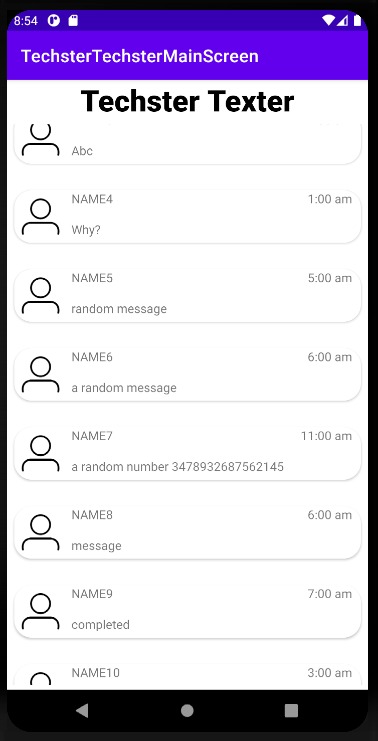 8:54
TechsterTechsterMainScreen
Techster Texter
Abc
NAME4 1:00 am
Why?
NAME5 5:00 am
random message
NAME6 6:00 am
a random message
NAME7 11:00 am
a random number 3478932687562145
NAME8 6:00 am
message
NAME9 7:00 am
completed
NAME10 3:00 am